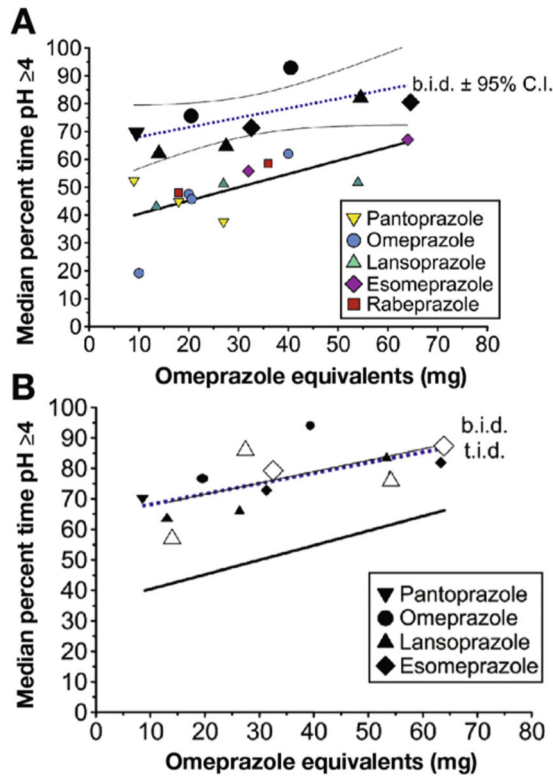 A
Median percent time pH ≥4
100
90
80
70
60
50
40
30
20
10
0
b.i.d. ± 95% C.I.
Pantoprazole
Omeprazole
Lansoprazole
Esomeprazole
Rabeprazole
0 10 20 30 40 50 60 70 80
Omeprazole equivalents (mg)
B
Median percent time pH ≥4
100
90
80
70
60
50
40
30
20
10
0
b.i.d.
t.i.d.
Pantoprazole
Omeprazole
Lansoprazole
Esomeprazole
0 10 20 30 40 50 60 70 80
Omeprazole equivalents (mg)